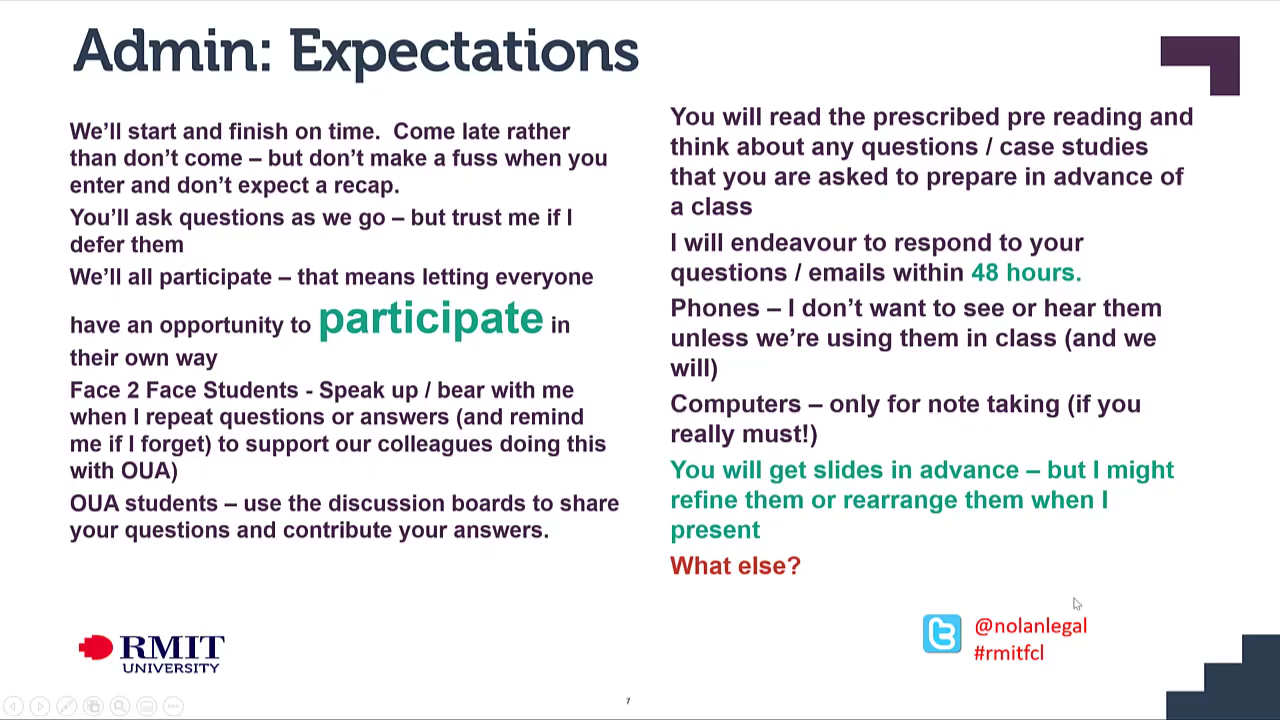 Admin: Expectations
We’ll start and finish on time.  Come late rather
than don’t come – but don’t make a fuss when you
enter and don’t expect a recap.
You’ll ask questions as we go – but trust me if I
defer them
We’ll all participate – that means letting everyone
have an opportunity to participate in
their own way
Face 2 Face Students - Speak up / bear with me
when I repeat questions or answers (and remind
me if I forget) to support our colleagues doing this
with OUA)
OUA students – use the discussion boards to share
your questions and contribute your answers.
You will read the prescribed pre reading and
think about any questions / case studies
that you are asked to prepare in advance of
a class
I will endeavour to respond to your
questions / emails within 48 hours.
Phones – I don’t want to see or hear them
unless we’re using them in class (and we
will)
Computers – only for note taking (if you
really must!)
You will get slides in advance – but I might
refine them or rearrange them when I
present
What else?
@nolanlegal
#rmitfcl
RMIT
UNIVERSITY
7